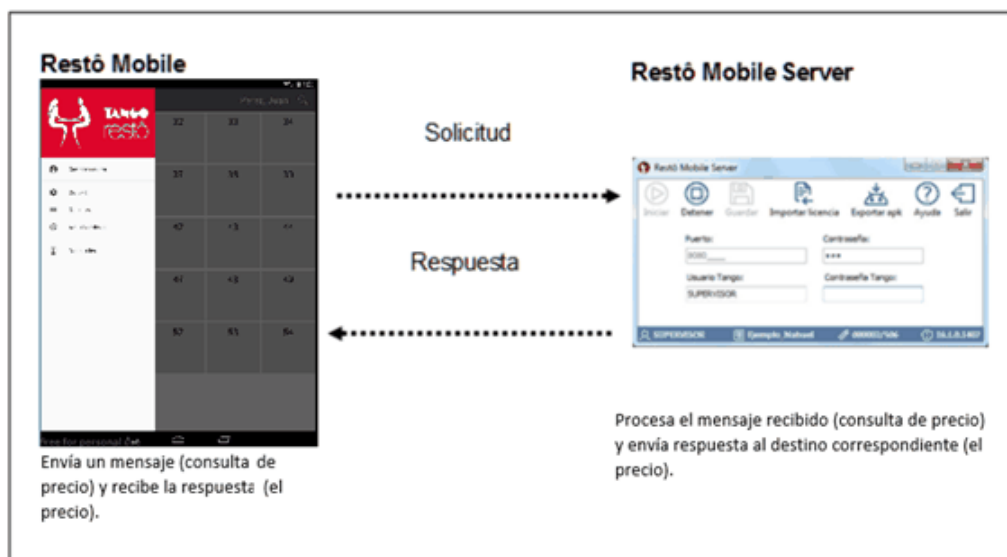 Restô Mobile
Restô Mobile Server
TANGO
restô
32 33 34
37
42 43 44
47 48 49
52 53 54
Free for personal
Solicitud
Respuesta
Restô Mobile Server
Iniciar Detener Guardar Importar licencia Exportar apk Ayuda Salir
Puerto: Contraseña:
Usuario Tango: Contraseña Tango:
SUPERVISOR
SUPERVISOR
Envía un mensaje (consulta de
precio) y recibe la respuesta (el
precio).
Procesa el mensaje recibido (consulta de precio)
y envía respuesta al destino correspondiente (el
precio).